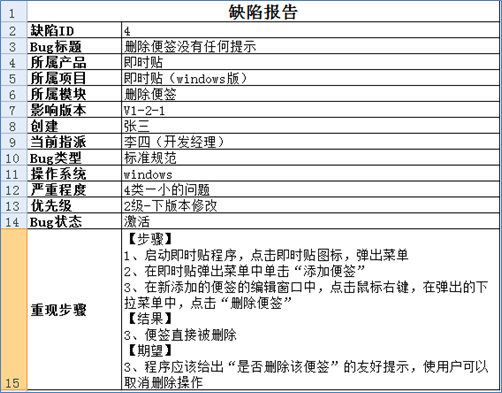 1 缺陷报告
2 缺陷ID 4
3 Bug标题 删除便签没有任何提示
4 所属产品 即时贴
5 所属项目 即时贴（windows版）
6 所属模块 删除便签
7 影响版本 V1-2-1
8 创建 张三
9 当前指派 李四（开发经理）
10 Bug类型 标准规范
11 操作系统 windows
12 严重程度 4类—小的问题
13 优先级 2级-下版本修改
14 Bug状态 激活
15 重现步骤
【步骤】
1、启动即时贴程序，点击即时贴图标，弹出菜单
2、在即时贴弹出菜单中单击“添加便签”
3、在新添加的便签的编辑窗口中，点击鼠标右键，在弹出的下
拉菜单中，点击“删除便签”
【结果】
3、便签直接被删除
【期望】
3、程序应该给出“是否删除该便签”的友好提示，使用户可以
取消删除操作